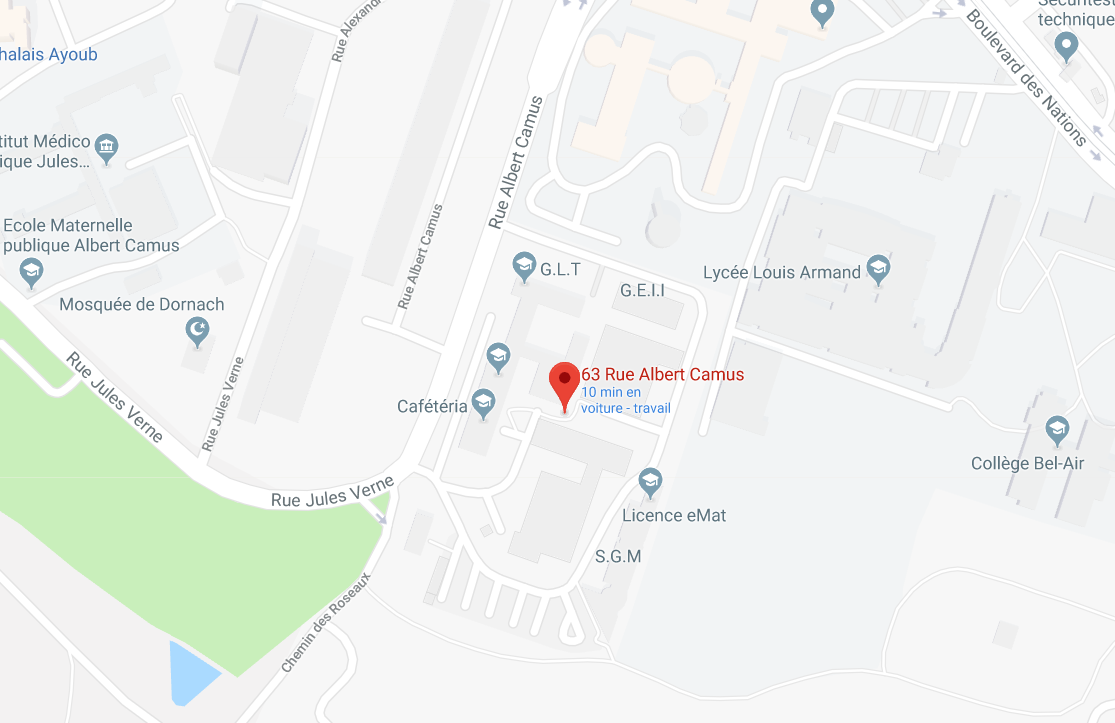 Sécuritest
technique
halais Ayoub
Rue Alexand
Boulevard des Nations
Rue Albert Camus
titut Médico
ique Jules...
Ecole Maternelle
publique Albert Camus
Rue Albert Camus
G.L.T
G.E.I.I
Lycée Louis Armand
Mosquée de Dornach
Rue Jules Verne
Rue Jules Verne
63 Rue Albert Camus
10 min en
voiture - travail
Cafétéria
Collège Bel-Air
Rue Jules Verne
Licence eMat
S.G.M
Chemin des Roseaux